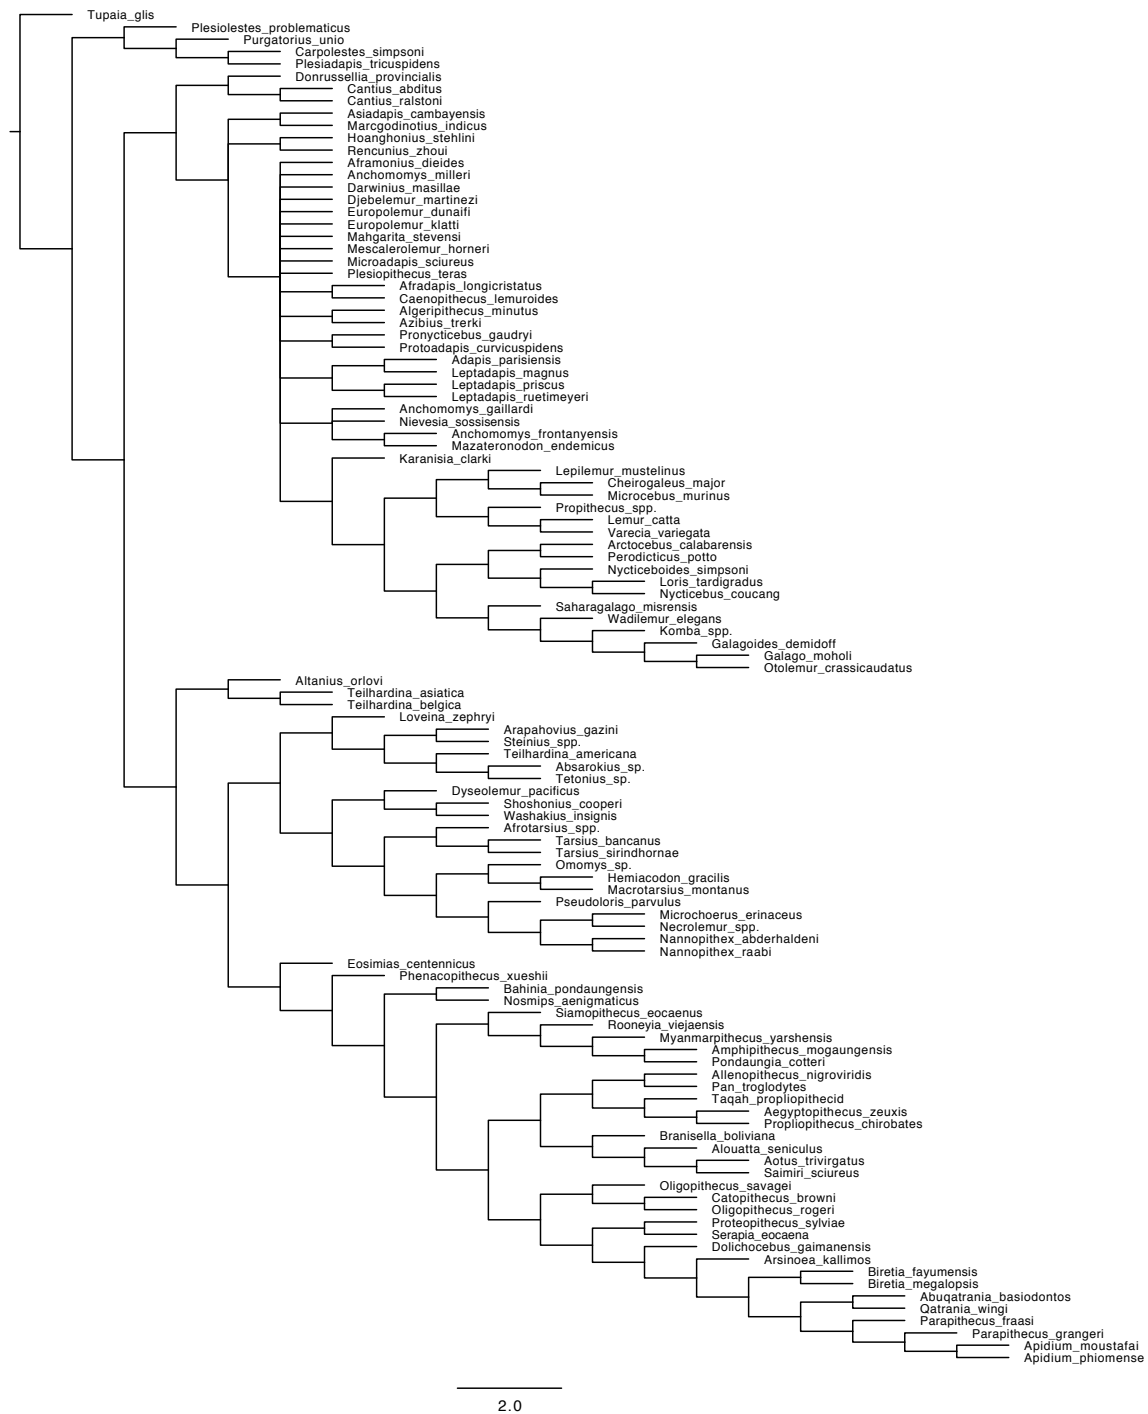 Tupaia_glis
Plesiolestes_problematicus
Purgatorius_unio
Carpolestes_simpsoni
Plesiadapis_tricuspidens
Donrussellia_provincialis
Cantius_abditus
Cantius_ralstoni
Asiadapis_cambayensis
Marcgodinotius_indicus
Hoanghonius_stehlini
Rencunius_zhoui
Aframonius_dieides
Anchomomys_milleri
Darwinius_masillae
Djebelemur_martinezi
Europolemur_dunaifi
Europolemur_klatti
Mahgarita_stevensi
Mescalerolemur_horneri
Microadapis_sciureus
Plesiopithecus_teras
Afradapis_longicristatus
Caenopithecus_lemuroides
Algeripithecus_minutus
Azibius_trerki
Pronycticebus_gaudryi
Protoadapis_curvicuspidens
Adapis_parisiensis
Leptadapis_magnus
Leptadapis_priscus
Leptadapis_ruetimeyeri
Anchomomys_gaillardi
Nievesia_sossisensis
Anchomomys_frontanyensis
Mazateronodon_endemicus
Karanisia_clarki
Lepilemur_mustelinus
Cheirogaleus_major
Microcebus_murinus
Propithecus_spp.
Lemur_catta
Varecia_variegata
Arctocebus_calabarensis
Perodicticus_potto
Nycticeboides_simpsoni
Loris_tardigradus
Nycticebus_coucang
Saharagalago_misrensis
Wadilemur_elegans
Komba_spp.
Galagoides_demidoff
Galago_moholi
Otolemur_crassicaudatus
Altanius_orlovi
Teilhardina_asiatica
Teilhardina_belgica
Loveina_zephryi
Arapahovius_gazini
Steinius_spp.
Teilhardina_americana
Absarokius_sp.
Tetonius_sp.
Dyseolemur_pacificus
Shoshonius_cooperi
Washakius_insignis
Afrotarsius_spp.
Tarsius_bancanus
Tarsius_sirindhornae
Omomys_sp.
Hemiacodon_gracilis
Macrotarsius_montanus
Pseudoloris_parvulus
Microchoerus_erinaceus
Necrolemur_spp.
Nannopithex_abderhaldeni
Nannopithex_raabi
Eosimias_centennicus
Phenacopithecus_xueshii
Bahinia_pondaungensis
Nosmips_aenigmaticus
Siamopithecus_eocaenus
Rooneyia_viejaensis
Myanmarpithecus_yarshensis
Amphipithecus_mogaungensis
Pondaungia_cotteri
Allenopithecus_nigroviridis
Pan_troglodytes
Taqah_propliopithecid
Aegyptopithecus_zeuxis
Propliopithecus_chirobates
Branisella_boliviana
Alouatta_seniculus
Aotus_trivirgatus
Saimiri_sciureus
Oligopithecus_savagei
Catopithecus_browni
Oligopithecus_rogeri
Proteopithecus_sylviae
Serapia_eocaena
Dolichocebus_gaimanensis
Arsinoea_kallimos
Biretia_fayumensis
Biretia_megalopsis
Abuqatrania_basiodontos
Qatrania_wingi
Parapithecus_fraasi
Parapithecus_grangeri
Apidium_moustafai
Apidium_phiomense
2.0